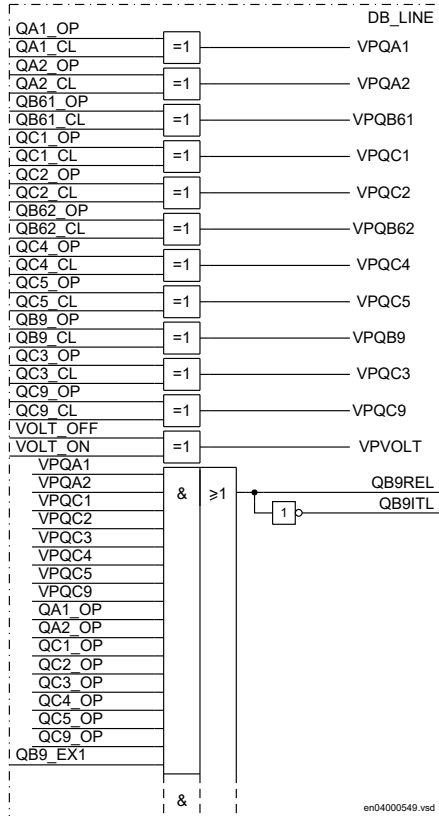 DB_LINE
QA1_OP
QA1_CL =1 VPQA1
QA2_OP
QA2_CL =1 VPQA2
QB61_OP
QB61_CL =1 VPQB61
QC1_OP
QC1_CL =1 VPQC1
QC2_OP
QC2_CL =1 VPQC2
QB62_OP
QB62_CL =1 VPQB62
QC4_OP
QC4_CL =1 VPQC4
QC5_OP
QC5_CL =1 VPQC5
QB9_OP
QB9_CL =1 VPQB9
QC3_OP
QC3_CL =1 VPQC3
QC9_OP
QC9_CL =1 VPQC9
VOLT_OFF
VOLT_ON =1 VPVOLT
VPQA1
VPQA2 & ≥1 QB9REL
VPQC1 1 QB9ITL
VPQC2
VPQC3
VPQC4
VPQC5
VPQC9
QA1_OP
QA2_OP
QC1_OP
QC2_OP
QC3_OP
QC4_OP
QC5_OP
QC9_OP
QB9_EX1
&
en04000549.vsd